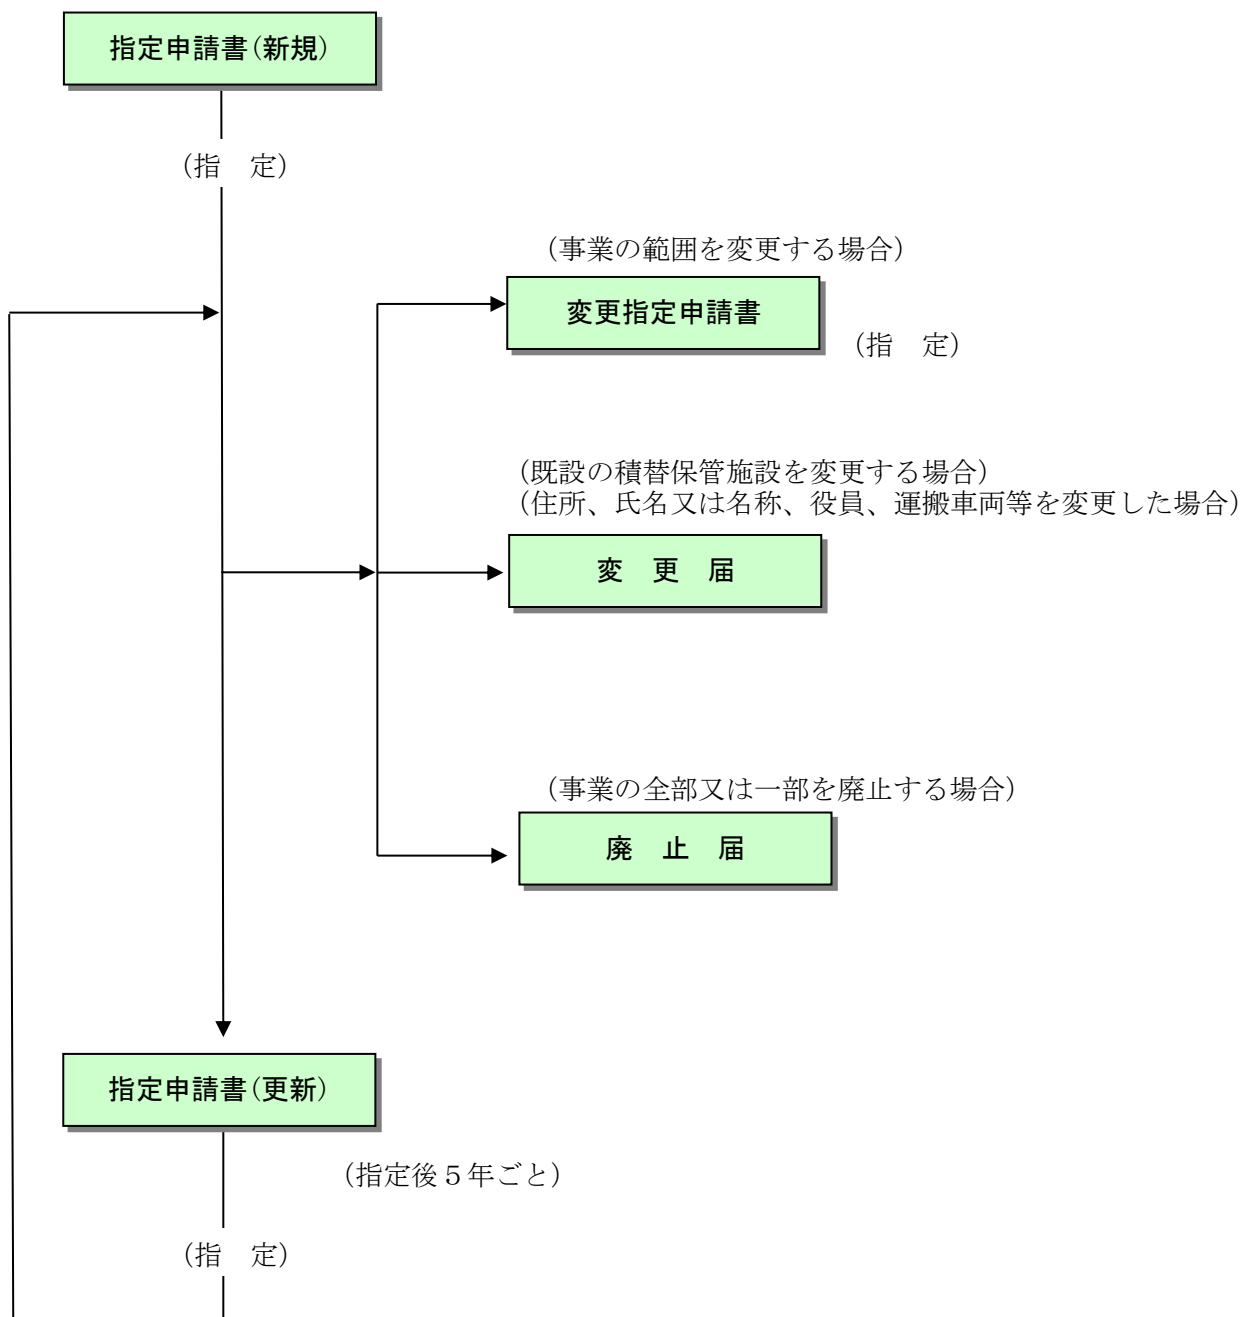 指定申請書(新規)
(指　定)
(事業の範囲を変更する場合)
変更指定申請書
(指　定)
(既設の積替保管施設を変更する場合)
(住所、氏名又は名称、役員、運搬車両等を変更した場合)
変　更　届
(事業の全部又は一部を廃止する場合)
廃　止　届
指定申請書(更新)
(指定後５年ごと)
(指　定)